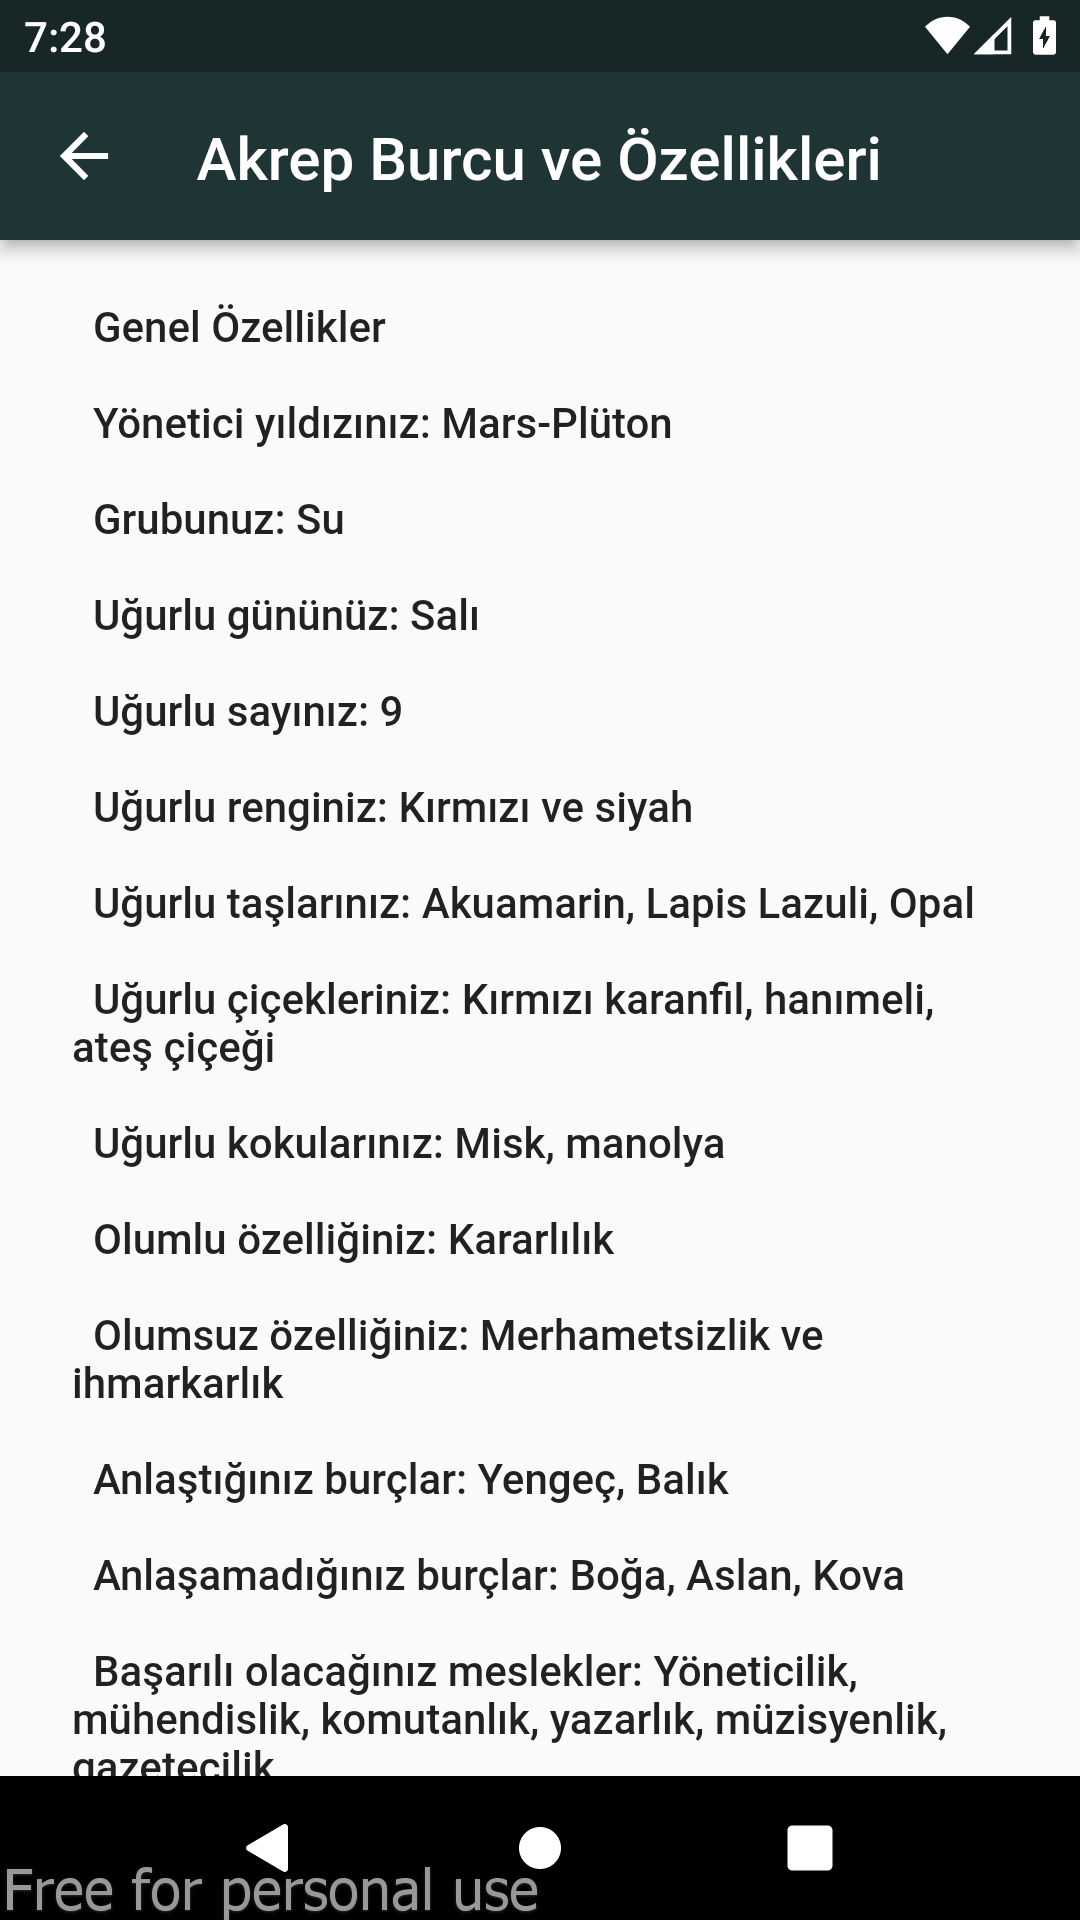 7:28
Akrep Burcu ve Özellikleri
Genel Özellikler
Yönetici yıldızınız: Mars-Plüton
Grubunuz: Su
Uğurlu gününüz: Salı
Uğurlu sayınız: 9
Uğurlu renginiz: Kırmızı ve siyah
Uğurlu taşlarınız: Akuamarin, Lapis Lazuli, Opal
Uğurlu çiçekleriniz: Kırmızı karanfil, hanımeli,
ateş çiçeği
Uğurlu kokularınız: Misk, manolya
Olumlu özelliğiniz: Kararlılık
Olumsuz özelliğiniz: Merhametsizlik ve
ihmarkarlık
Anlaştığınız burçlar: Yengeç, Balık
Anlaşamadığınız burçlar: Boğa, Aslan, Kova
Başarılı olacağınız meslekler: Yöneticilik,
mühendislik, komutanlık, yazarlık, müzisyenlik,
gazetecilik
Free for personal use